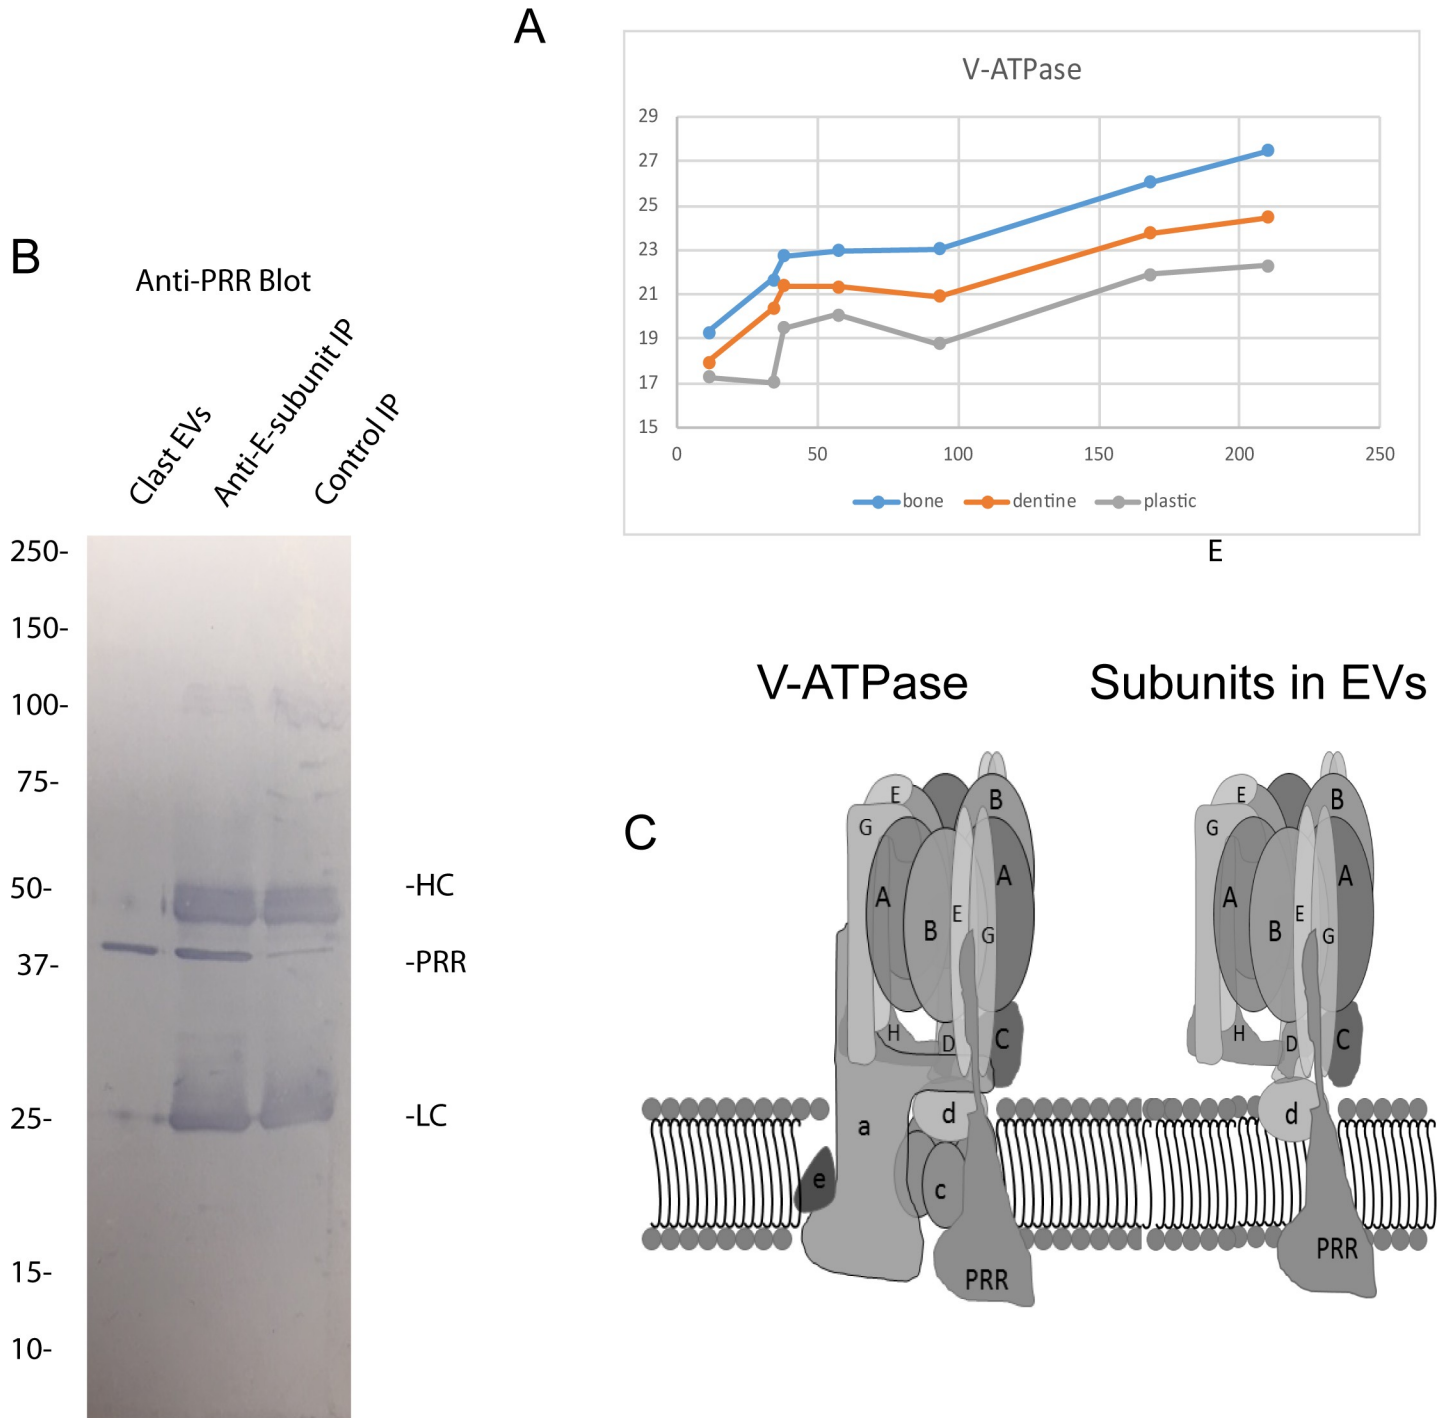 A
V-ATPase
29
27
25
23
21
19
17
15
0 50 100 150 200 250
bone dentine plastic
E
B
Anti-PRR Blot
Clast EVs
Anti-E-subunit IP
Control IP
250-
150-
100-
75-
50-
37-
25-
15-
10-
-HC
-PRR
-LC
C
V-ATPase
E
B
G
A
A
B
E
G
H
D
C
a
d
e
c
PRR
Subunits in EVs
E
B
G
A
A
B
E
G
H
D
C
d
PRR